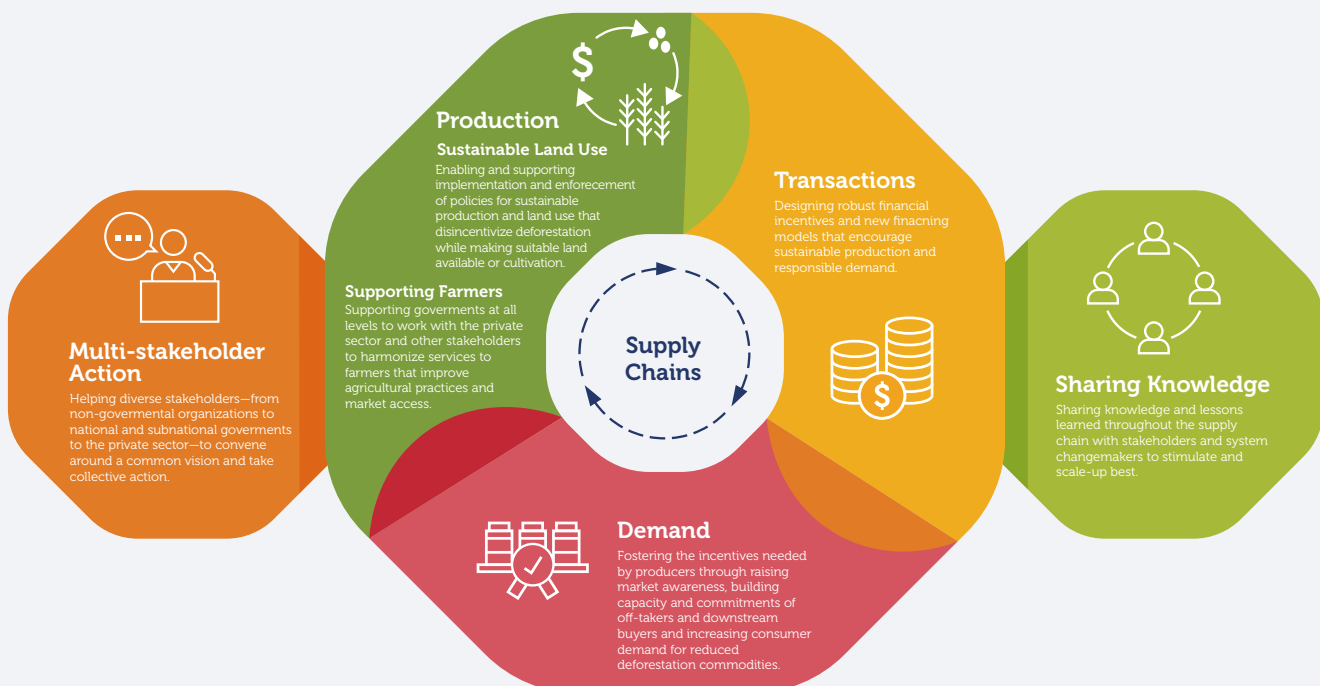 Multi-stakeholder
Action
Helping diverse stakeholders—from
non-govermental organizations to
national and subnational goverments
to the private sector—to convene
around a common vision and take
collective action.
$
Production
Sustainable Land Use
Enabling and supporting
implementation and enforecement
of policies for sustainable
production and land use that
disincentivize deforestation
while making suitable land
available or cultivation.
Supporting Farmers
Supporting goverments at all
levels to work with the private
sector and other stakeholders
to harmonize services to
farmers that improve
agricultural practices and
market access.
Supply
Chains
Transactions
Designing robust financial
incentives and new finacning
models that encourage
sustainable production and
responsible demand.
$
Demand
Fostering the incentives needed
by producers through raising
market awareness, building
capacity and commitments of
off-takers and downstream
buyers and increasing consumer
demand for reduced
deforestation commodities.
Sharing Knowledge
Sharing knowledge and lessons
learned throughout the supply
chain with stakeholders and system
changemakers to stimulate and
scale-up best.